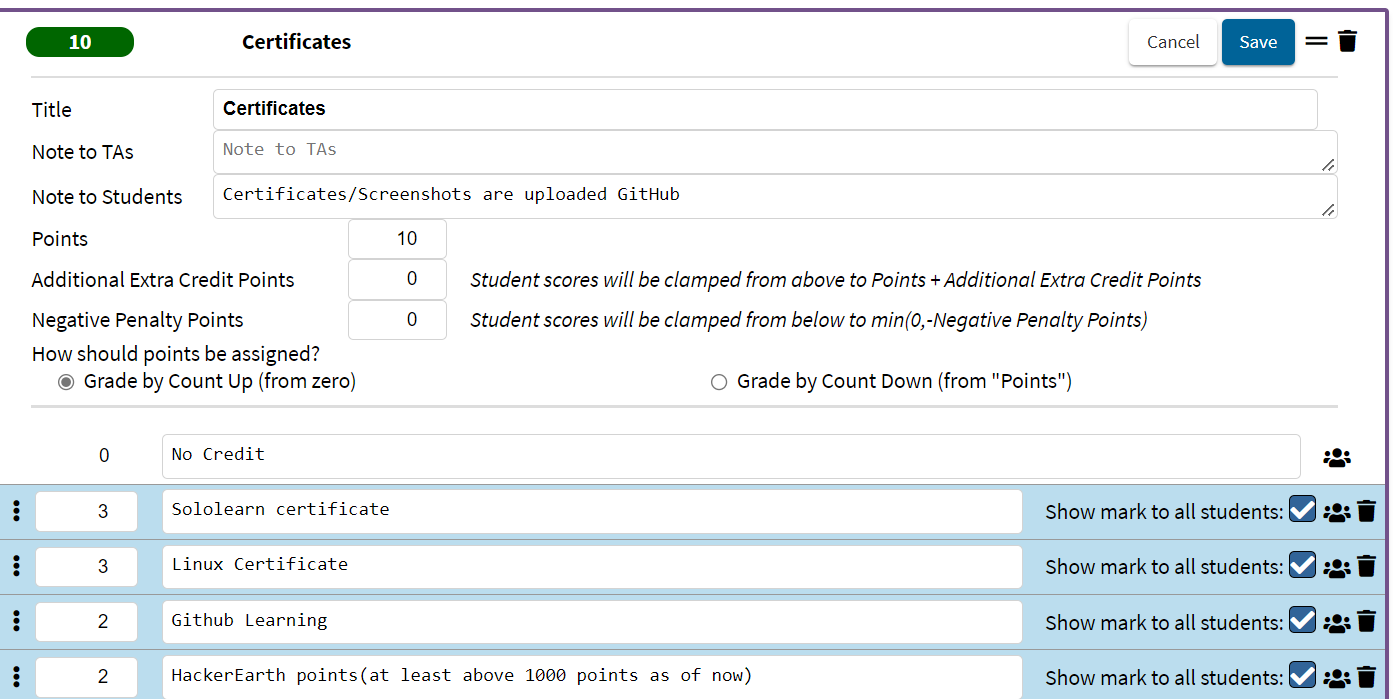 10 Certificates Cancel Save
Title Certificates
Note to TAs Note to TAs
Note to Students Certificates/Screenshots are uploaded GitHub
Points 10
Additional Extra Credit Points 0 Student scores will be clamped from above to Points + Additional Extra Credit Points
Negative Penalty Points 0 Student scores will be clamped from below to min(0,-Negative Penalty Points)
How should points be assigned?
Grade by Count Up (from zero) Grade by Count Down (from "Points")
0 No Credit
3 Sololearn certificate Show mark to all students:
3 Linux Certificate Show mark to all students:
2 Github Learning Show mark to all students:
2 HackerEarth points(at least above 1000 points as of now) Show mark to all students: